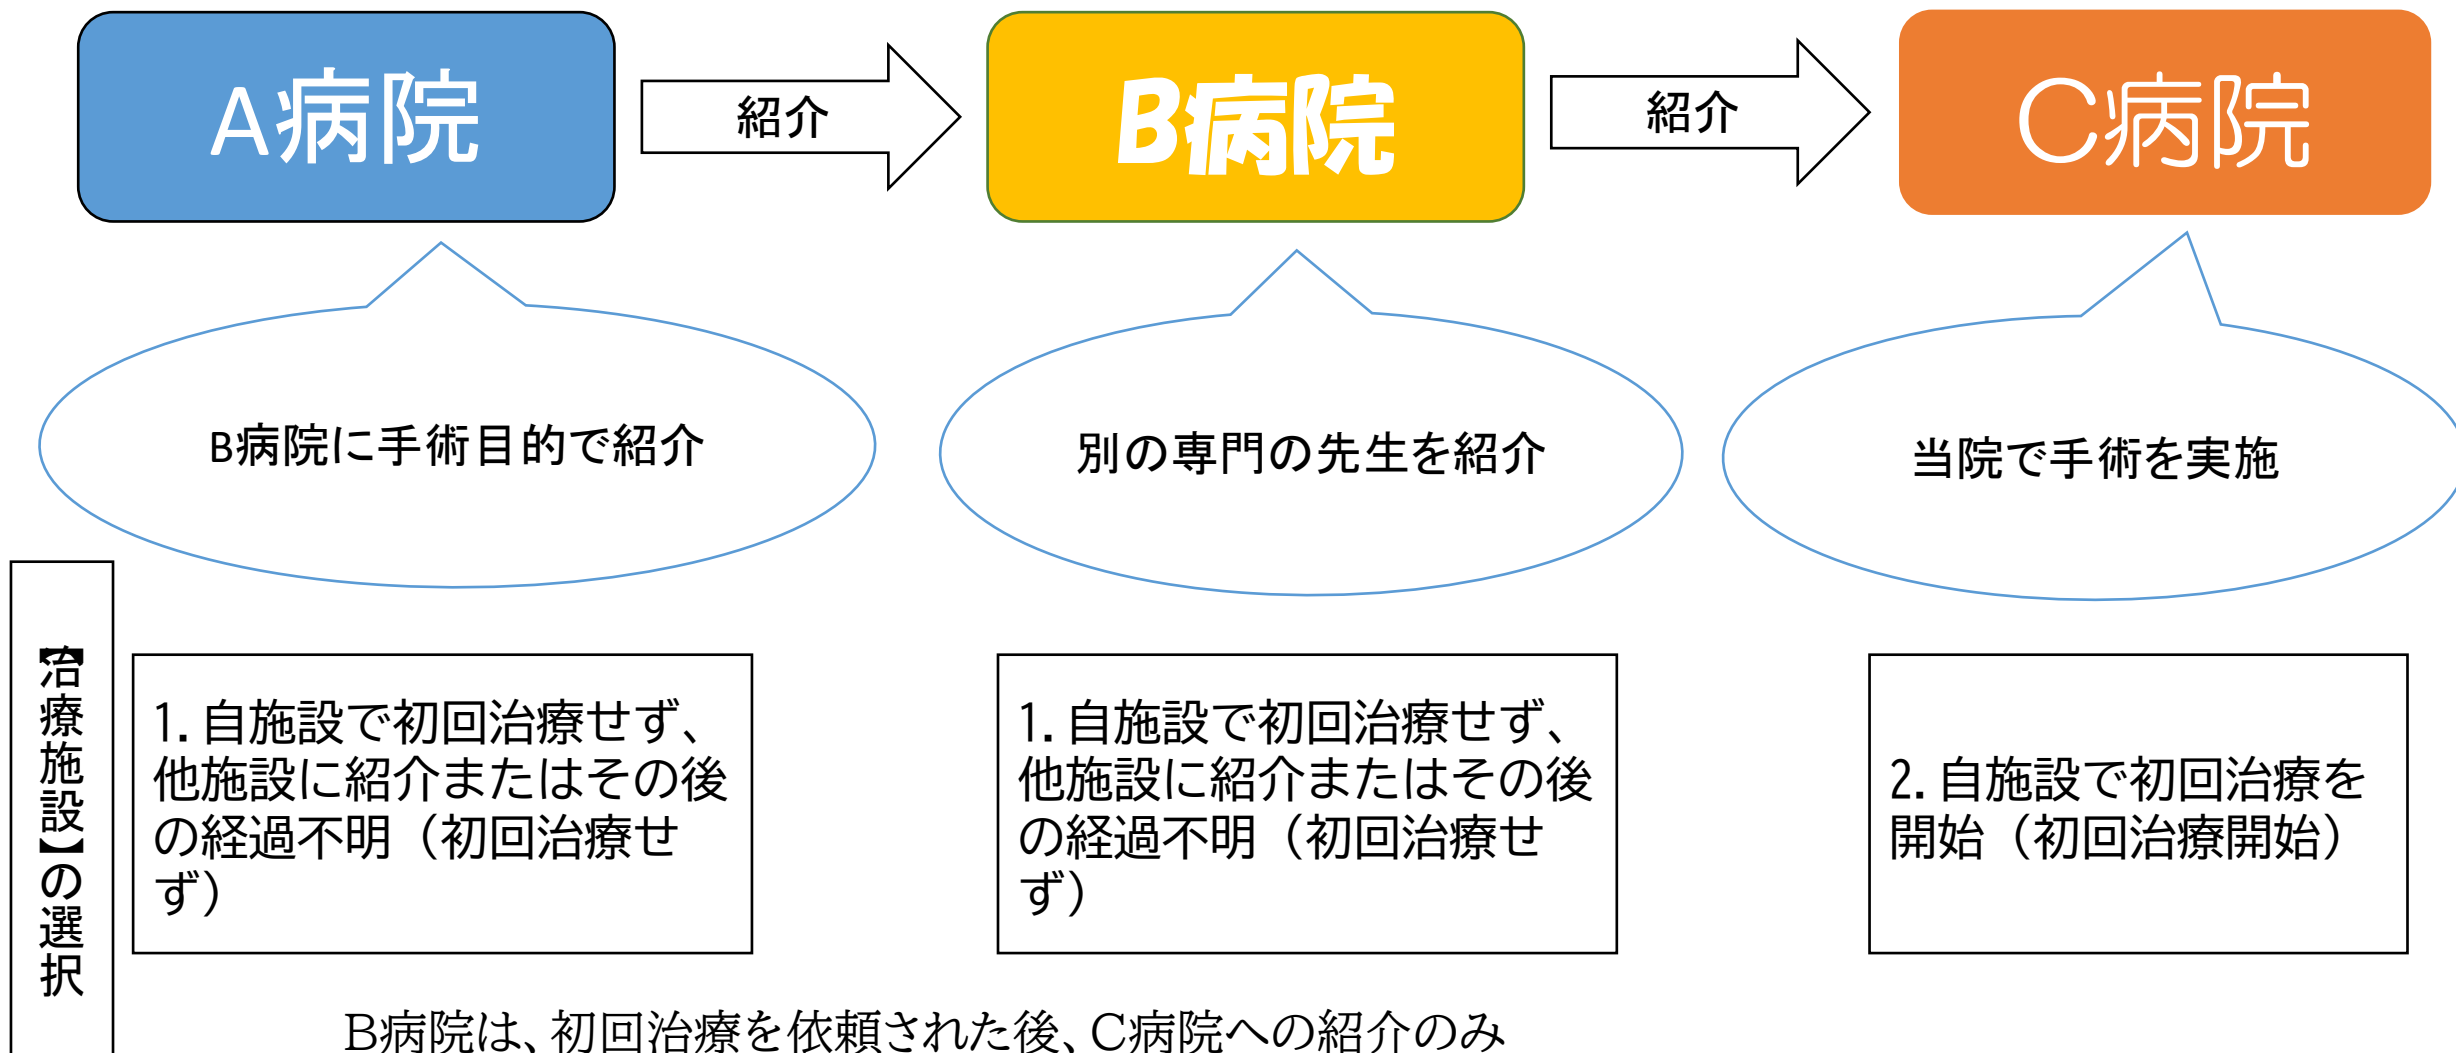 A病院
紹介
B病院
紹介
C病院
B病院に手術目的で紹介
別の専門の先生を紹介
当院で手術を実施
【治療施設】の選択
1.自施設で初回治療せず、
他施設に紹介またはその後
の経過不明（初回治療せ
ず）
1.自施設で初回治療せず、
他施設に紹介またはその後
の経過不明（初回治療せ
ず）
2.自施設で初回治療を
開始（初回治療開始）
B病院は、初回治療を依頼された後、C病院への紹介のみ